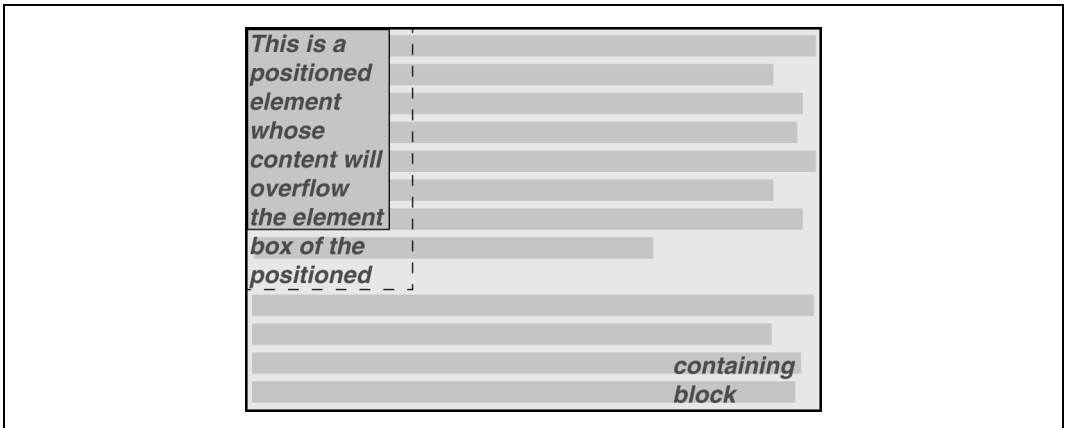 This is a
positioned
element
whose
content will
overflow
the element
box of the
positioned
containing
block